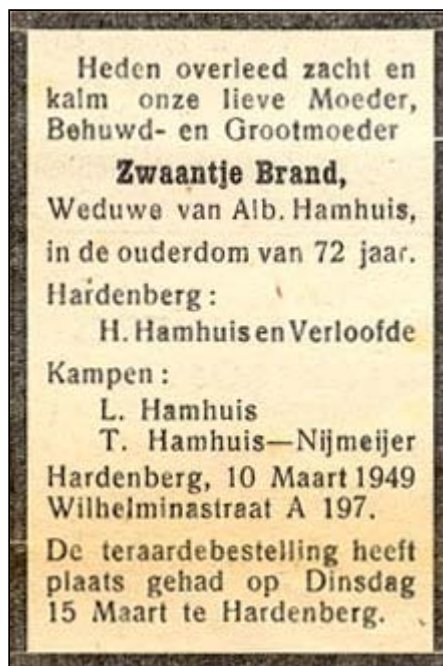 Heden overleed zacht en
kalm onze lieve Moeder,
Behuwd- en Grootmoeder
Zwaantje Brand,
Weduwe van Alb. Hamhuis,
in de ouderdom van 72 jaar.
Hardenberg :
H. Hamhuis en Verloofde
Kampen :
L. Hamhuis
T. Hamhuis—Nijmeijer
Hardenberg, 10 Maart 1949
Wilhelminastraat A 197.
De teraardebestelling heeft
plaats gehad op Dinsdag
15 Maart te Hardenberg.